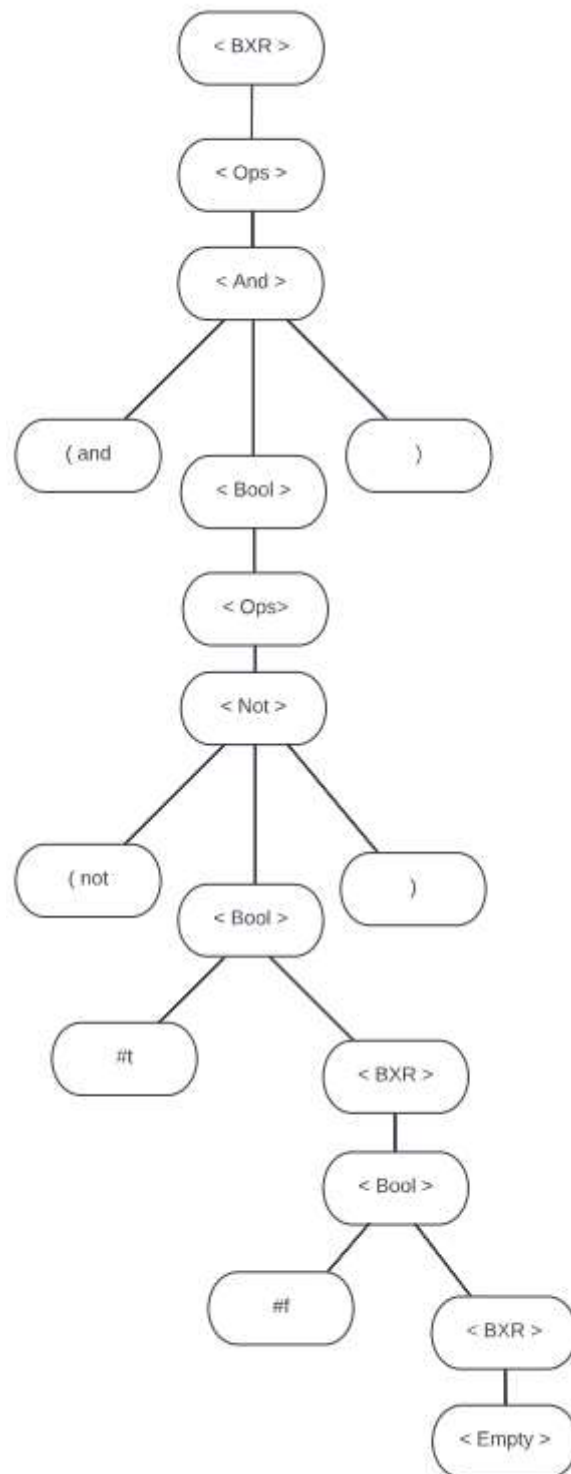 < BXR >
< Ops >
< And >
( and
)
< Bool >
< Ops>
< Not >
( not
)
< Bool >
#t
< BXR >
< Bool >
#f
< BXR >
< Empty >